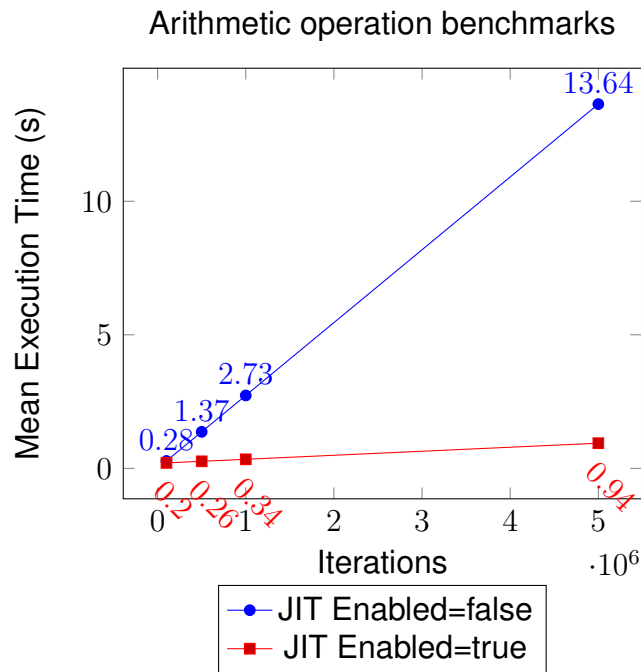 Arithmetic operation benchmarks
Mean Execution Time (s)
10
5
0
13.64
2.73
1.37
0.28
0.2
0.26
0.34
0.94
0 1 2 3 4 5
·10⁶
Iterations
JIT Enabled=false
JIT Enabled=true